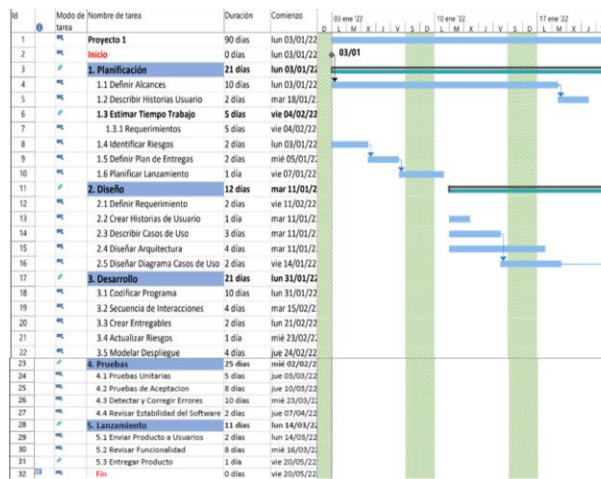 Id Modo de tarea Nombre de tarea Duración Comienzo 03 ene '22 10 ene '22 17 ene '22
D L M X J V S D L M X J V S D L M X J
1 Proyecto 1 90 días lun 03/01/22
2 Inicio 0 días lun 03/01/22 03/01
3 1. Planificación 21 días lun 03/01/22
4 1.1 Definir Alcances 10 días lun 03/01/22
5 1.2 Describir Historias Usuario 2 días mar 18/01/2
6 1.3 Estimar Tiempo Trabajo 5 días vie 04/02/22
7 1.3.1 Requerimientos 5 días vie 04/02/22
8 1.4 Identificar Riesgos 2 días lun 03/01/22
9 1.5 Definir Plan de Entregas 2 días mié 05/01/2
10 1.6 Planificar Lanzamiento 1 día vie 07/01/22
11 2. Diseño 12 días mar 11/01/2
12 2.1 Definir Requerimiento 2 días vie 11/02/22
13 2.2 Crear Historias de Usuario 1 día mar 11/01/2
14 2.3 Describir Casos de Uso 3 días mar 11/01/2
15 2.4 Diseñar Arquitectura 4 días mar 11/01/2
16 2.5 Diseñar Diagrama Casos de Uso 2 días vie 14/01/22
17 3. Desarrollo 21 días lun 31/01/22
18 3.1 Codificar Programa 10 días lun 31/01/22
19 3.2 Secuencia de Interacciones 4 días mar 15/02/2
20 3.3 Crear Entregables 2 días lun 21/02/22
21 3.4 Actualizar Riesgos 1 día mié 23/02/2
22 3.5 Modelar Despliegue 4 días jue 24/02/22
23 4. Pruebas 25 días mié 02/02/2
24 4.1 Pruebas Unitarias 5 días jue 03/03/22
25 4.2 Pruebas de Aceptacion 8 días jue 10/03/22
26 4.3 Detectar y Corregir Errores 10 días mié 23/03/2
27 4.4 Revisar Estabilidad del Software 2 días jue 07/04/22
28 5. Lanzamiento 11 días lun 14/03/22
29 5.1 Enviar Producto a Usuarios 2 días lun 14/03/22
30 5.2 Revisar Funcionalidad 8 días mié 16/03/2
31 5.3 Entregar Producto 1 día vie 20/05/22
32 Fin 0 días vie 20/05/22